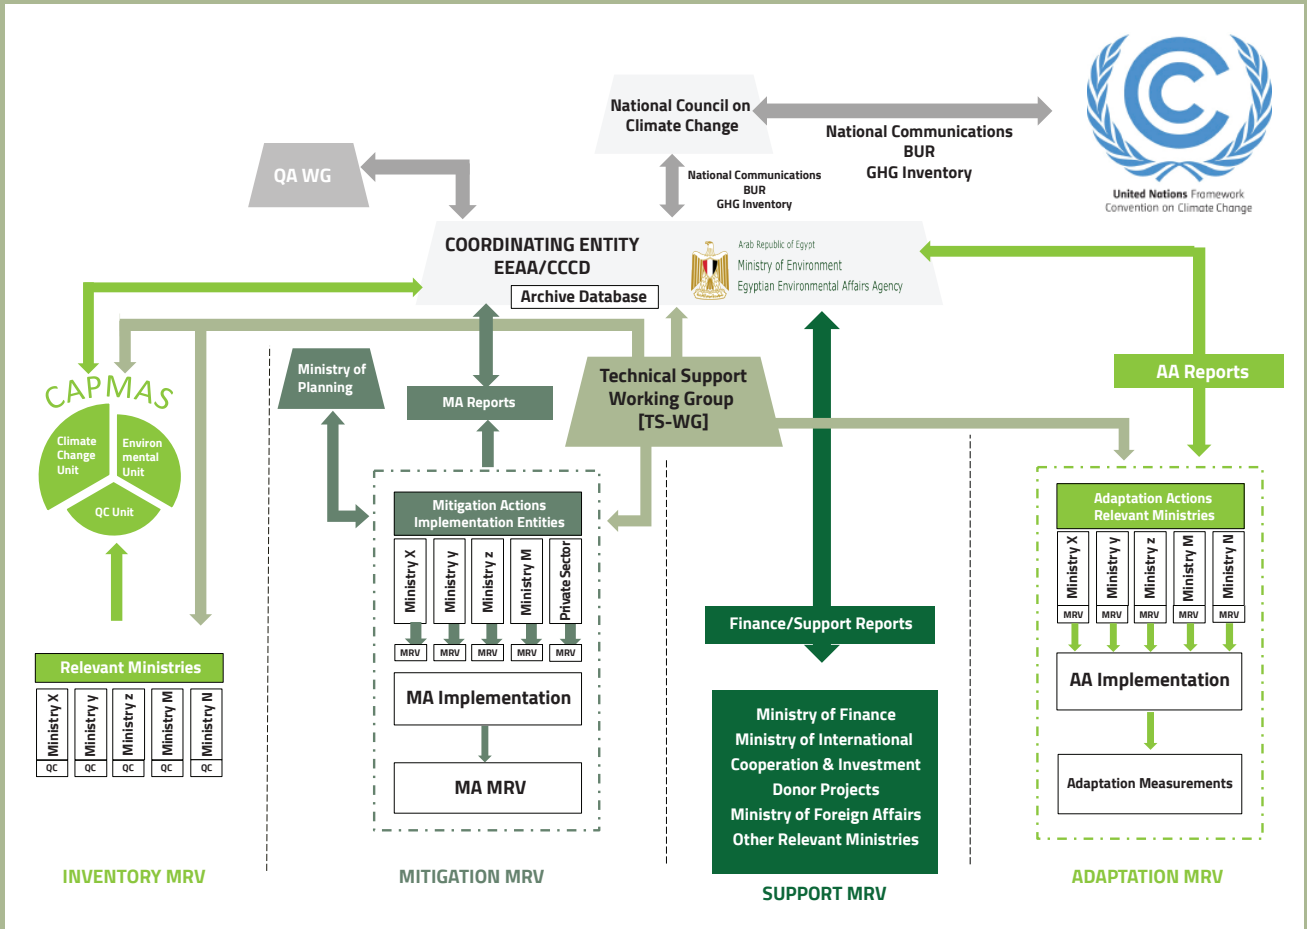 National Council on
Climate Change
National Communications
BUR
GHG Inventory
United Nations Framework
Convention on Climate Change
QA WG
National Communications
BUR
GHG Inventory
COORDINATING ENTITY
EEAA/CCCD
Archive Database
Arab Republic of Egypt
Ministry of Environment
Egyptian Environmental Affairs Agency
CAPMAS
Climate
Change
Unit
Environ
mental
Unit
QC Unit
Ministry of
Planning
MA Reports
Technical Support
Working Group
[TS-WG]
AA Reports
Relevant Ministries
Ministry X
Ministry y
Ministry z
Ministry M
Ministry N
QC
QC
QC
QC
QC
INVENTORY MRV
Mitigation Actions
Implementation Entities
Ministry X
Ministry y
Ministry z
Ministry M
Private Sector
MRV
MRV
MRV
MRV
MRV
MA Implementation
MA MRV
MITIGATION MRV
Finance/Support Reports
Ministry of Finance
Ministry of International
Cooperation & Investment
Donor Projects
Ministry of Foreign Affairs
Other Relevant Ministries
SUPPORT MRV
Adaptation Actions
Relevant Ministries
Ministry X
Ministry y
Ministry z
Ministry M
Ministry N
MRV
MRV
MRV
MRV
MRV
AA Implementation
Adaptation Measurements
ADAPTATION MRV